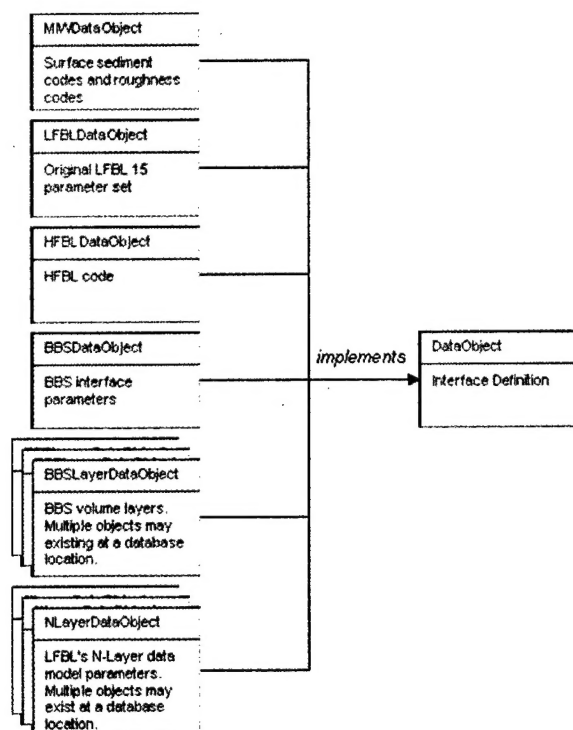 MIWDataObject
Surface sediment
codes and roughness
codes
LFBLDataObject
Original LFBL 15
parameter set
HFBLDataObject
HFBL code
BBSDataObject
BBS interface
parameters
implements
DataObject
Interface Definition
BBSLayerDataObject
BBS volume layers.
Multiple objects may
existing at a database
location.
NLayerDataObject
LFBL's N-Layer data
model parameters.
Multiple objects may
exist at a database
location.